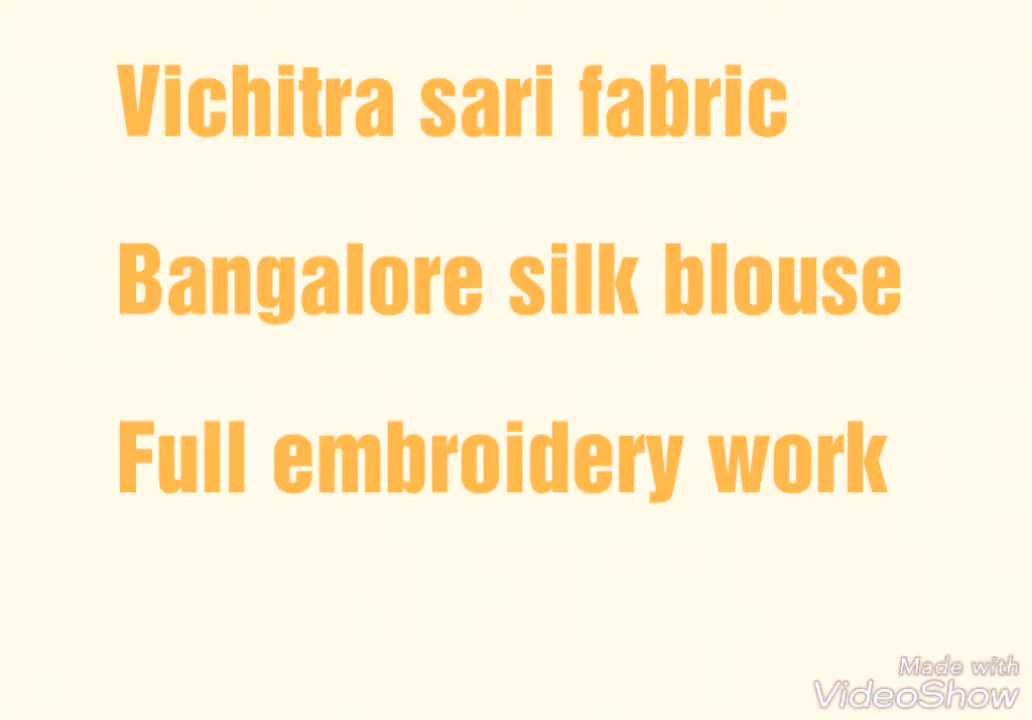 Vichitra sari fabric
Bangalore silk blouse
Full embroidery work
Made with
VideoShow